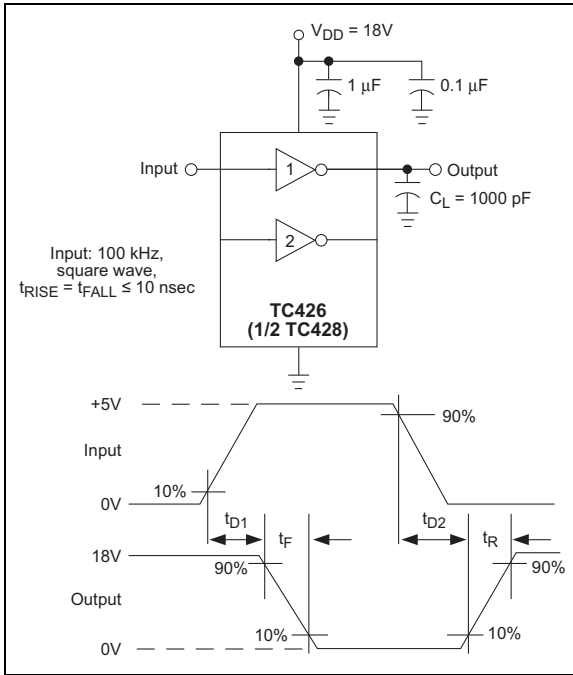 V_DD = 18V
1 μF
0.1 μF
Input
1
Output
C_L = 1000 pF
2
Input: 100 kHz,
square wave,
t_RISE = t_FALL ≤ 10 nsec
TC426
(1/2 TC428)
+5V
90%
Input
10%
0V
t_D1
t_F
t_D2
t_R
18V
90%
90%
Output
10%
10%
0V